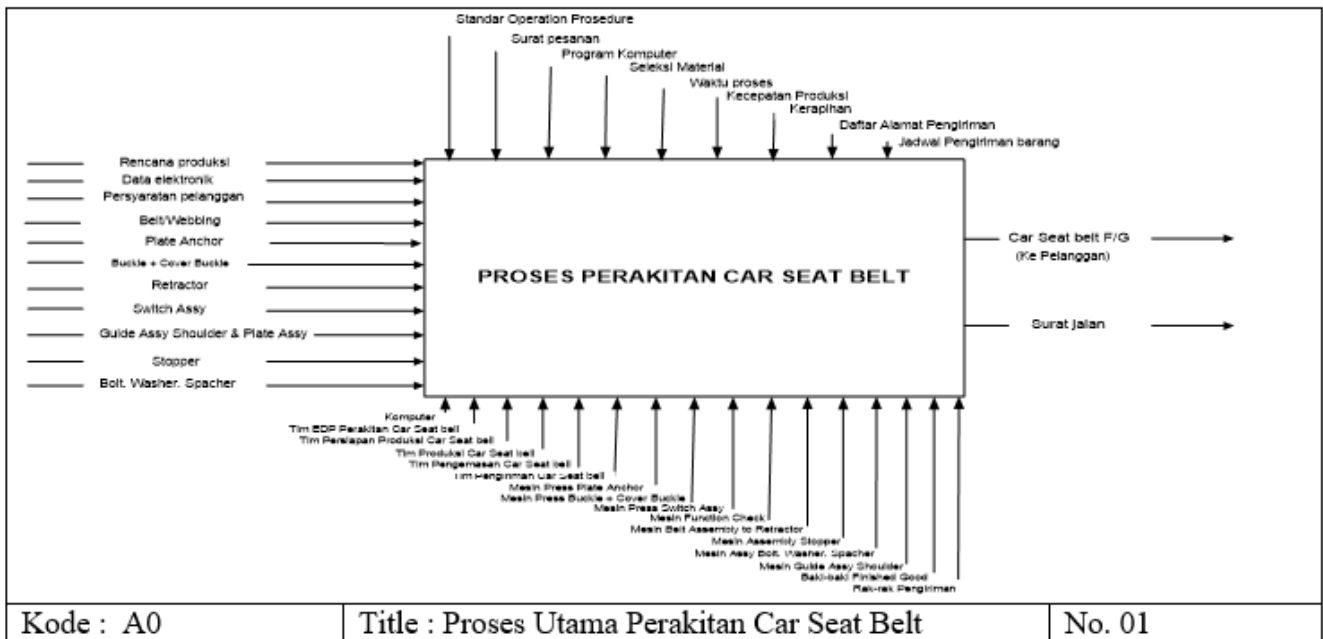 Standar Operation Prosedure
Surat pesanan
Program Komputer
Seleksi Material
Waktu proses
Kecepatan Produksi
Kerapihan
Daftar Alamat Pengiriman
Jadwal Pengiriman barang
Rencana produksi
Data elektronik
Persyaratan pelanggan
Belt/Webbing
Plate Anchor
Buckle + Cover Buckle
Retractor
Switch Assy
Guide Assy Shoulder & Plate Assy
Stopper
Bolt. Washer. Spacher
PROSES PERAKITAN CAR SEAT BELT
Car Seat belt F/G
(Ke Pelanggan)
Surat jalan
Komputer
Tim EDP Perakitan Car Seat bell
Tim Persiapan Produksi Car Seat bell
Tim Produksi Car Seat bell
Tim Pengemasan Car Seat bell
Tim Pengiriman Car Seat bell
Mesin Press Plate Anchor
Mesin Press Buckle + Cover Buckle
Mesin Press Switch Assy
Mesin Function Check
Mesin Belt Assembly to Retractor
Mesin Assembly Stopper
Mesin Assy Bolt. Washer. Spacher
Mesin Guide Assy Shoulder
Baki-baki Finished Good
Rak-rak Pengiriman
Kode : A0
Title : Proses Utama Perakitan Car Seat Belt
No. 01